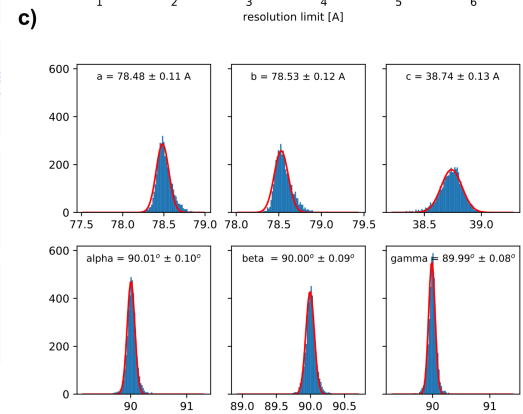 1 2 3 4 5 6
resolution limit [A]
c)
a = 78.48 ± 0.11 A
b = 78.53 ± 0.12 A
c = 38.74 ± 0.13 A
600
400
200
0
77.5 78.0 78.5 79.0
78.0 78.5 79.0 79.5
38.5 39.0
alpha = 90.01° ± 0.10°
beta = 90.00° ± 0.09°
gamma = 89.99° ± 0.08°
600
400
200
0
90 91
89.0 89.5 90.0 90.5
90 91